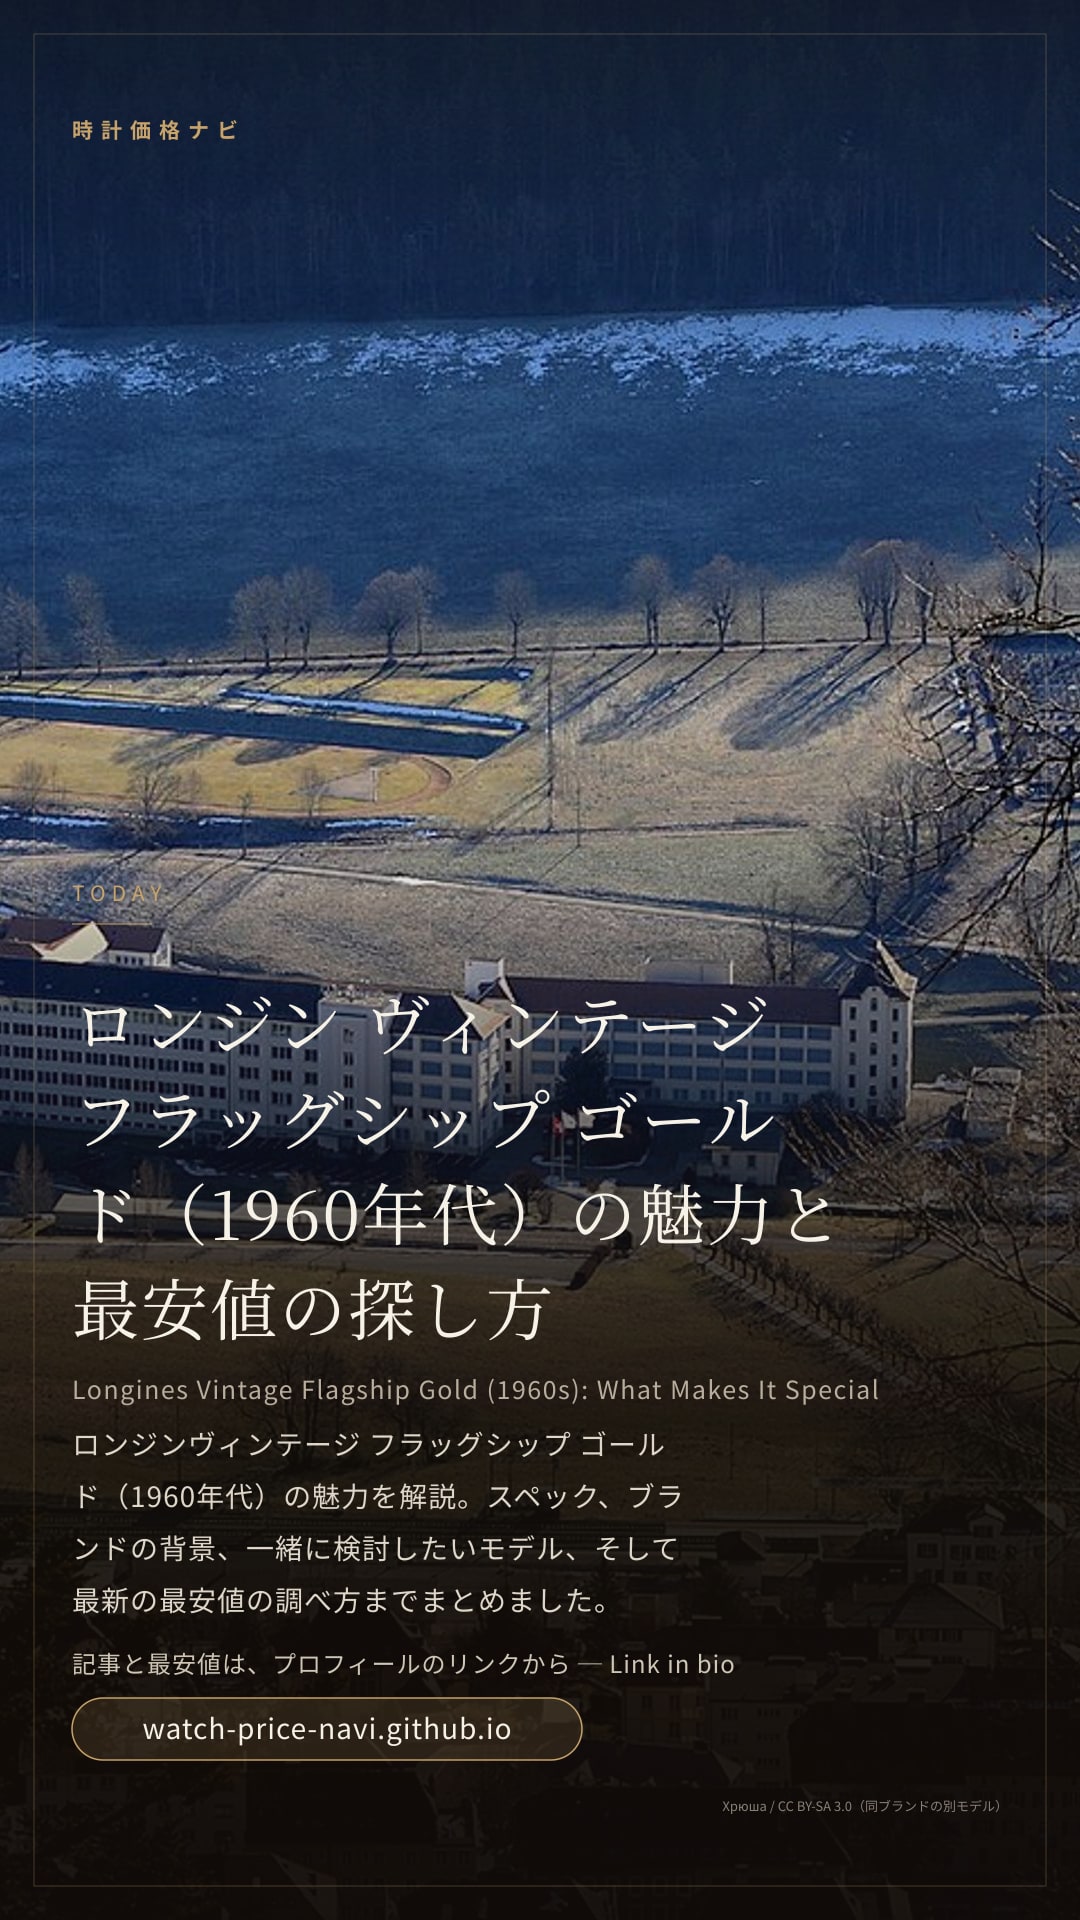 時計価格ナビ
TODAY
ロンジン ヴィンテージ
フラッグシップ ゴール
ド（1960年代）の魅力と
最安値の探し方
Longines Vintage Flagship Gold (1960s): What Makes It Special
ロンジンヴィンテージ フラッグシップ ゴール
ド（1960年代）の魅力を解説。スペック、ブラ
ンドの背景、一緒に検討したいモデル、そして
最新の最安値の調べ方までまとめました。
記事と最安値は、プロフィールのリンクから — Link in bio
watch-price-navi.github.io
Хрюша / CC BY-SA 3.0（同ブランドの別モデル）